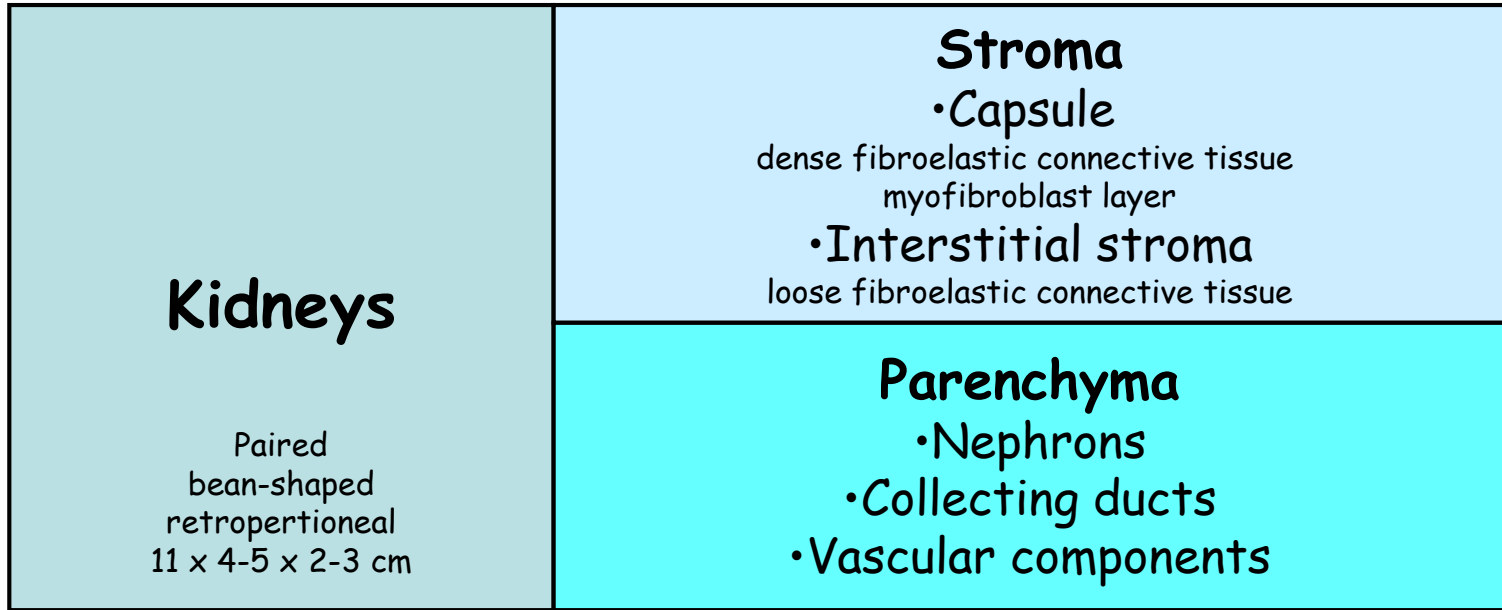 Kidneys
Paired
bean-shaped
retropertioneal
11 x 4-5 x 2-3 cm
Stroma
•Capsule
dense fibroelastic connective tissue
myofibroblast layer
•Interstitial stroma
loose fibroelastic connective tissue
Parenchyma
•Nephrons
•Collecting ducts
•Vascular components